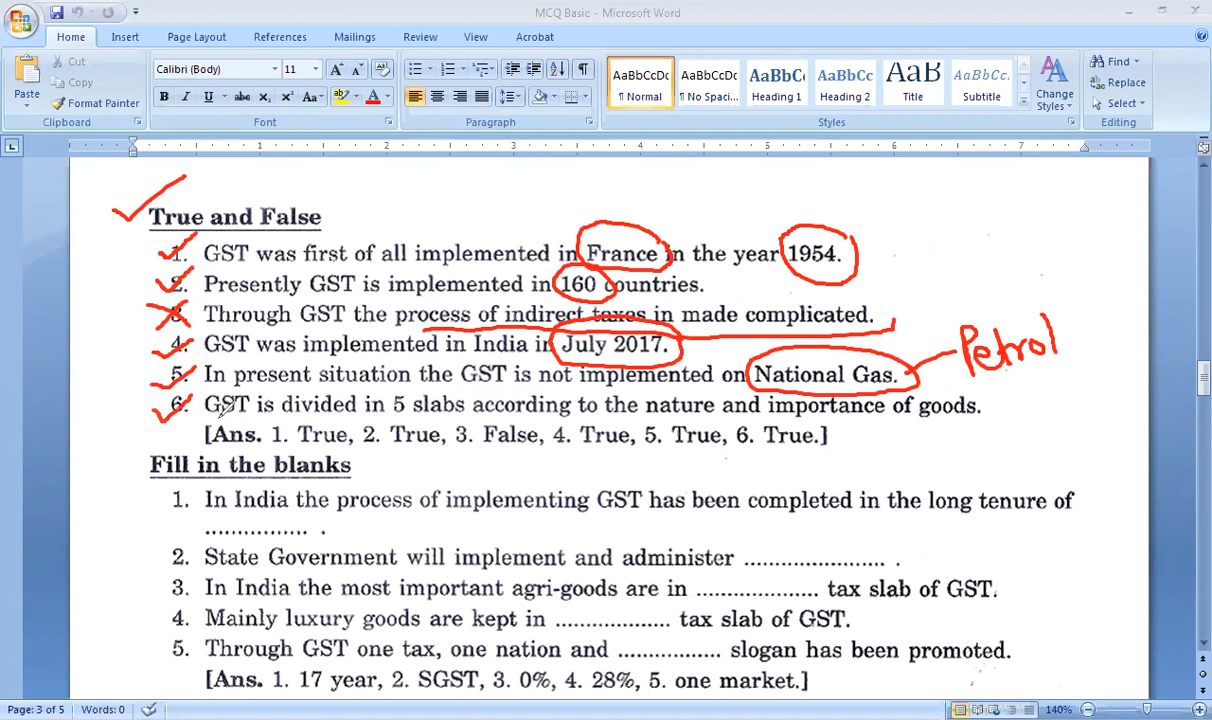 MCQ Basic - Microsoft Word
Home Insert Page Layout References Mailings Review View Acrobat
Paste Cut Copy Format Painter Clipboard
Calibri (Body) 11 Font
Paragraph
AaBbCcDc ¶ Normal AaBbCcDc ¶ No Spaci... AaBbC Heading 1 AaBbCc Heading 2 AaB Title AaBbCcL Subtitle Change Styles Styles
Find Replace Select Editing
1 2 3 4 5 6 7
True and False
1. GST was first of all implemented in France in the year 1954.
2. Presently GST is implemented in 160 countries.
3. Through GST the process of indirect taxes in made complicated.
4. GST was implemented in India in July 2017.
5. In present situation the GST is not implemented on National Gas.
Petrol
6. GST is divided in 5 slabs according to the nature and importance of goods.
[Ans. 1. True, 2. True, 3. False, 4. True, 5. True, 6. True.]
Fill in the blanks
1. In India the process of implementing GST has been completed in the long tenure of
................ .
2. State Government will implement and administer ...................... .
3. In India the most important agri-goods are in ................... tax slab of GST.
4. Mainly luxury goods are kept in .................. tax slab of GST.
5. Through GST one tax, one nation and ................ slogan has been promoted.
[Ans. 1. 17 year, 2. SGST, 3. 0%, 4. 28%, 5. one market.]
Page: 3 of 5 Words: 0 140%